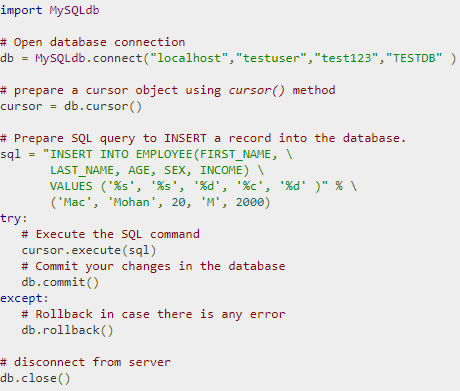 import MySQLdb
# Open database connection
db = MySQLdb.connect("localhost","testuser","test123","TESTDB" )
# prepare a cursor object using cursor() method
cursor = db.cursor()
# Prepare SQL query to INSERT a record into the database.
sql = "INSERT INTO EMPLOYEE(FIRST_NAME, \
LAST_NAME, AGE, SEX, INCOME) \
VALUES ('%s', '%s', '%d', '%c', '%d' )" % \
('Mac', 'Mohan', 20, 'M', 2000)
try:
# Execute the SQL command
cursor.execute(sql)
# Commit your changes in the database
db.commit()
except:
# Rollback in case there is any error
db.rollback()
# disconnect from server
db.close()